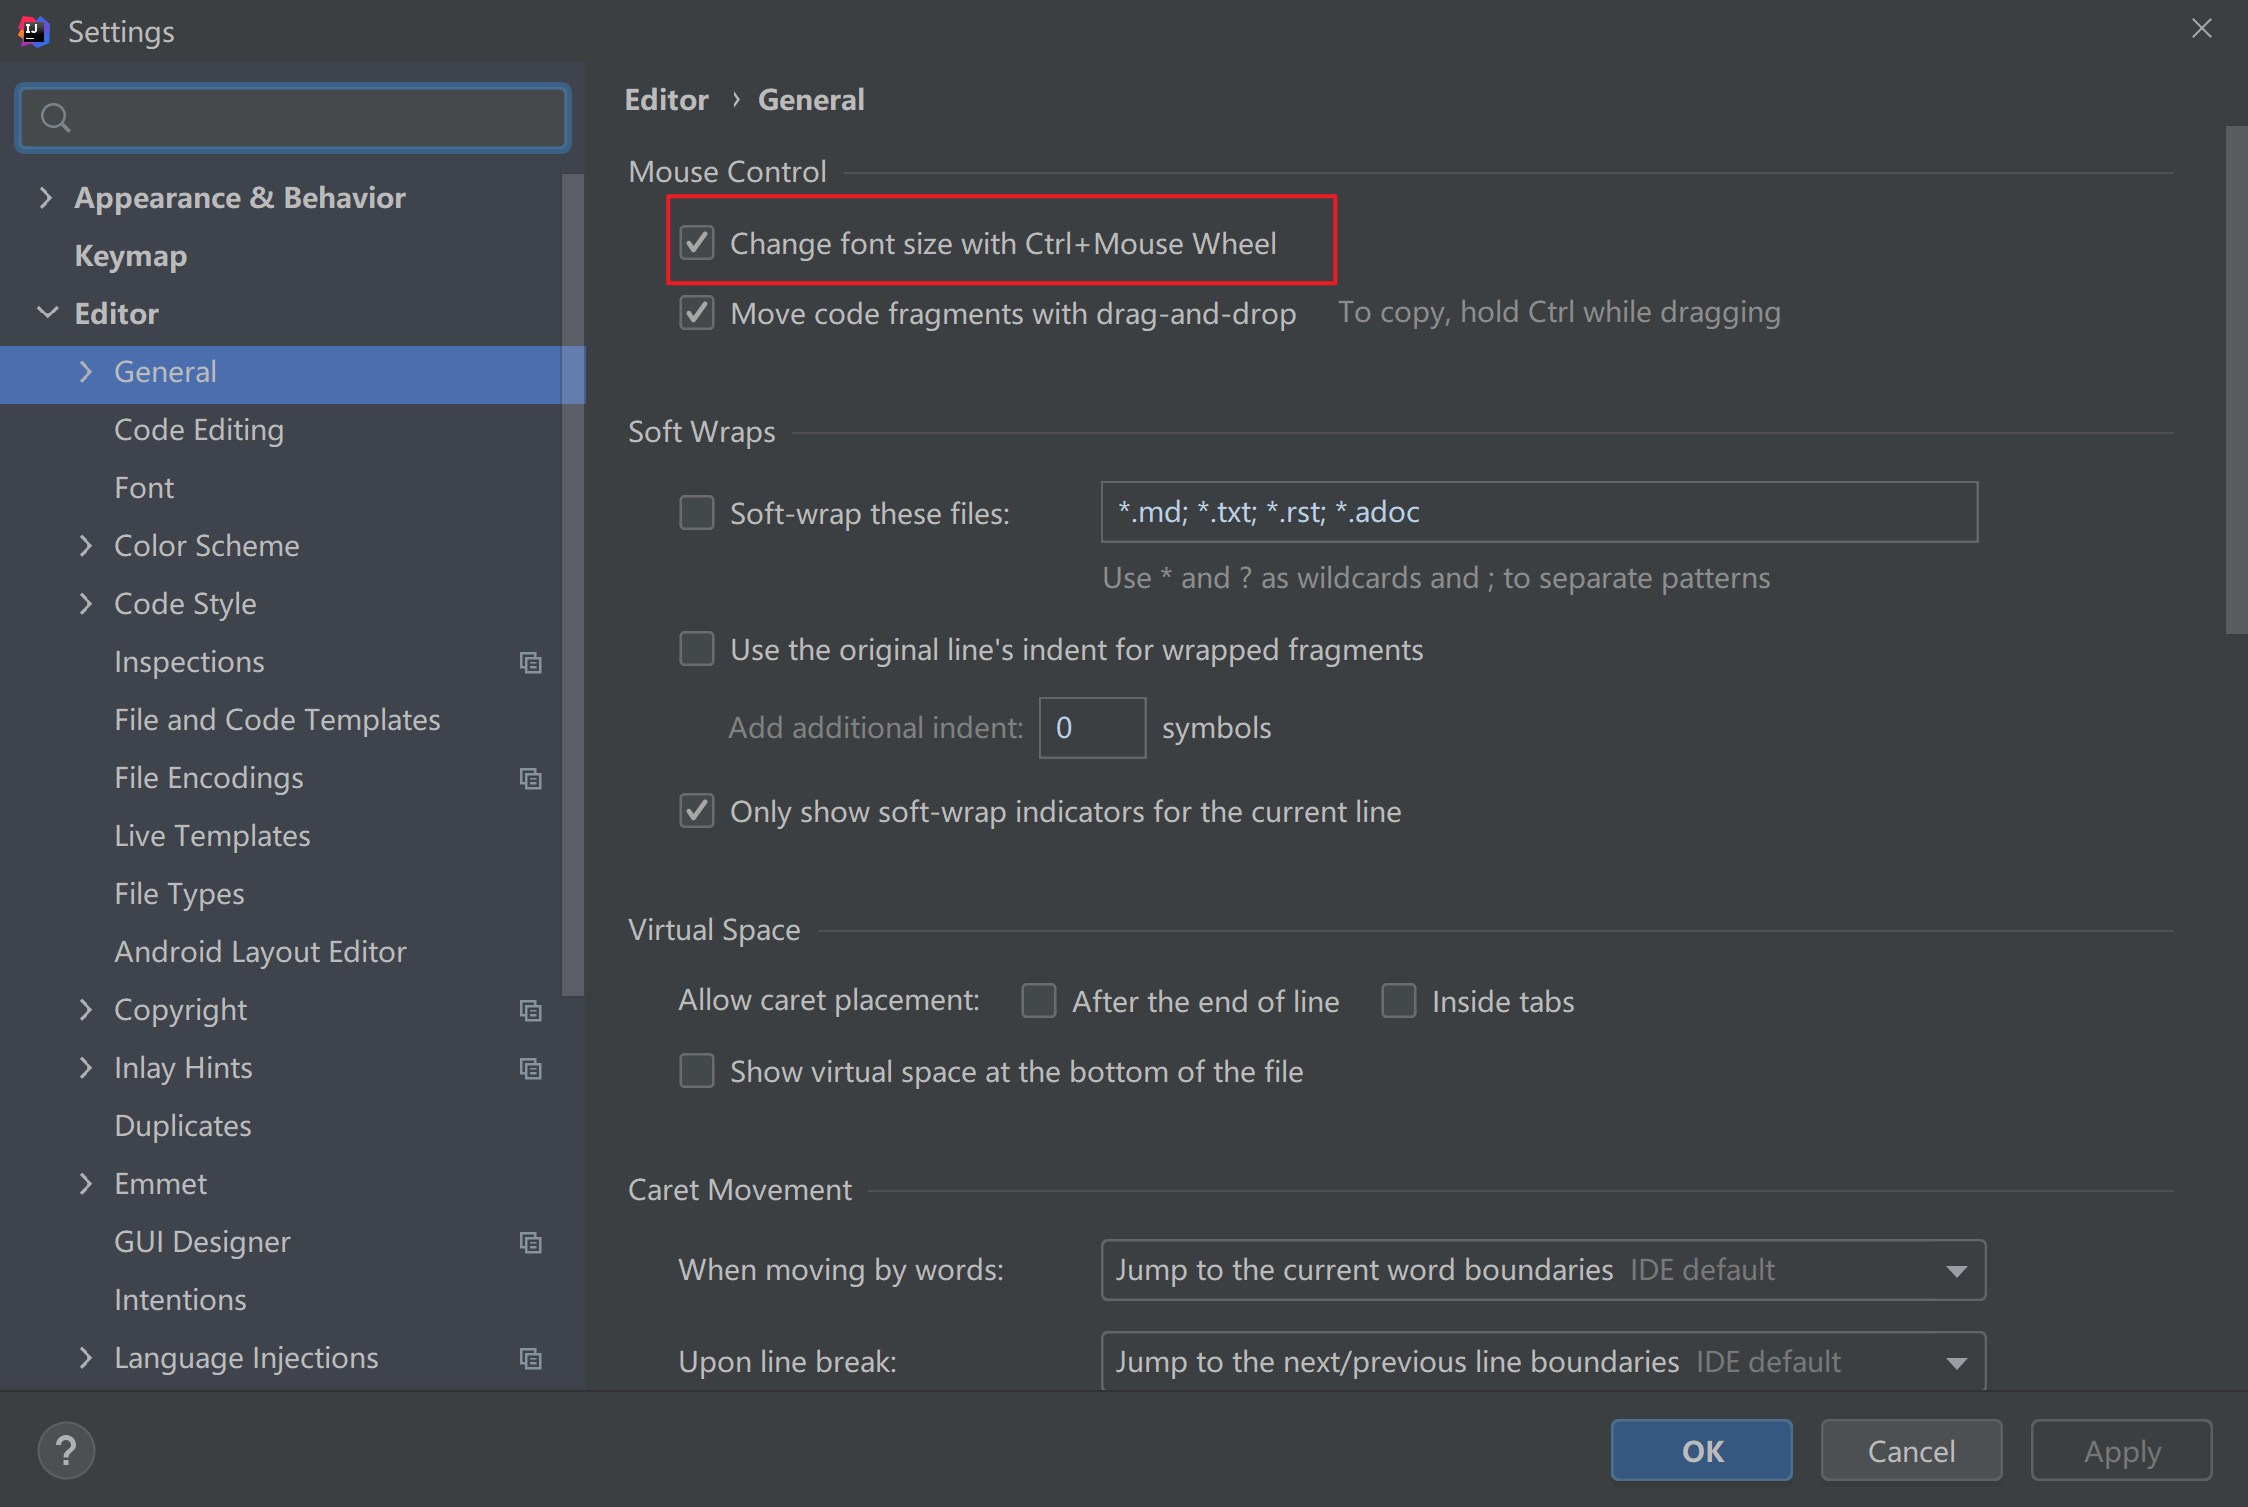 IJ
Settings
Appearance & Behavior
Keymap
Editor
General
Code Editing
Font
Color Scheme
Code Style
Inspections
File and Code Templates
File Encodings
Live Templates
File Types
Android Layout Editor
Copyright
Inlay Hints
Duplicates
Emmet
GUI Designer
Intentions
Language Injections
Editor › General
Mouse Control
Change font size with Ctrl+Mouse Wheel
Move code fragments with drag-and-drop To copy, hold Ctrl while dragging
Soft Wraps
Soft-wrap these files: *.md; *.txt; *.rst; *.adoc
Use * and ? as wildcards and ; to separate patterns
Use the original line's indent for wrapped fragments
Add additional indent: 0 symbols
Only show soft-wrap indicators for the current line
Virtual Space
Allow caret placement: After the end of line Inside tabs
Show virtual space at the bottom of the file
Caret Movement
When moving by words: Jump to the current word boundaries IDE default
Upon line break: Jump to the next/previous line boundaries IDE default
?
OK Cancel Apply